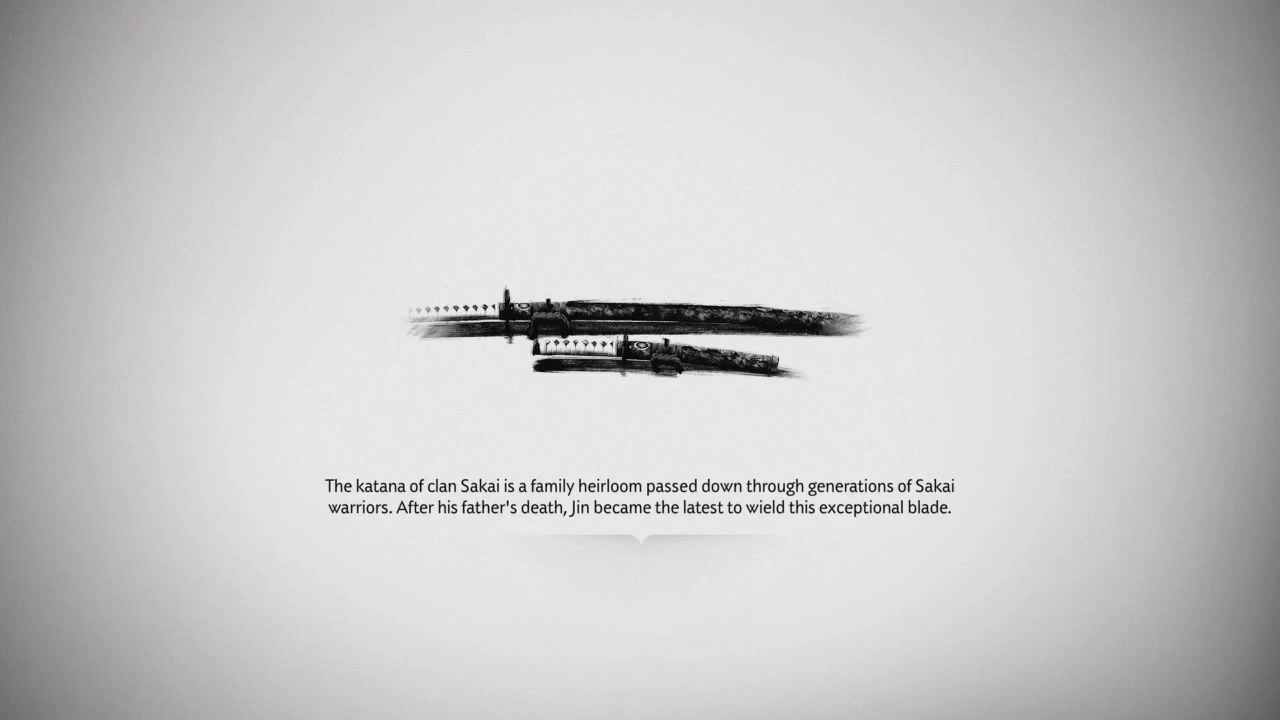 The katana of clan Sakai is a family heirloom passed down through generations of Sakai
warriors. After his father's death, Jin became the latest to wield this exceptional blade.